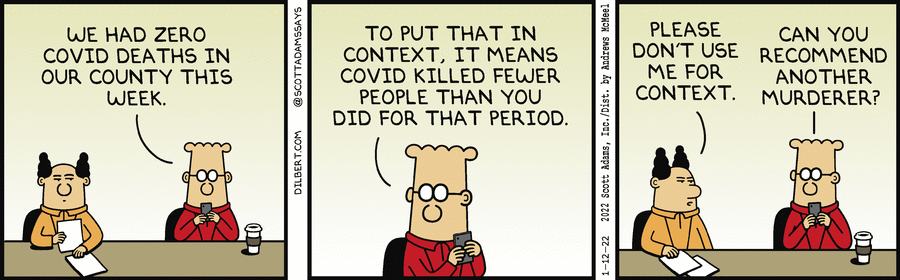 WE HAD ZERO
COVID DEATHS IN
OUR COUNTY THIS
WEEK.
DILBERT.COM @SCOTTADAMSSAYS
TO PUT THAT IN
CONTEXT, IT MEANS
COVID KILLED FEWER
PEOPLE THAN YOU
DID FOR THAT PERIOD.
1-12-22 2022 Scott Adams, Inc./Dist. by Andrews McMeel
PLEASE
DON'T USE
ME FOR
CONTEXT.
CAN YOU
RECOMMEND
ANOTHER
MURDERER?